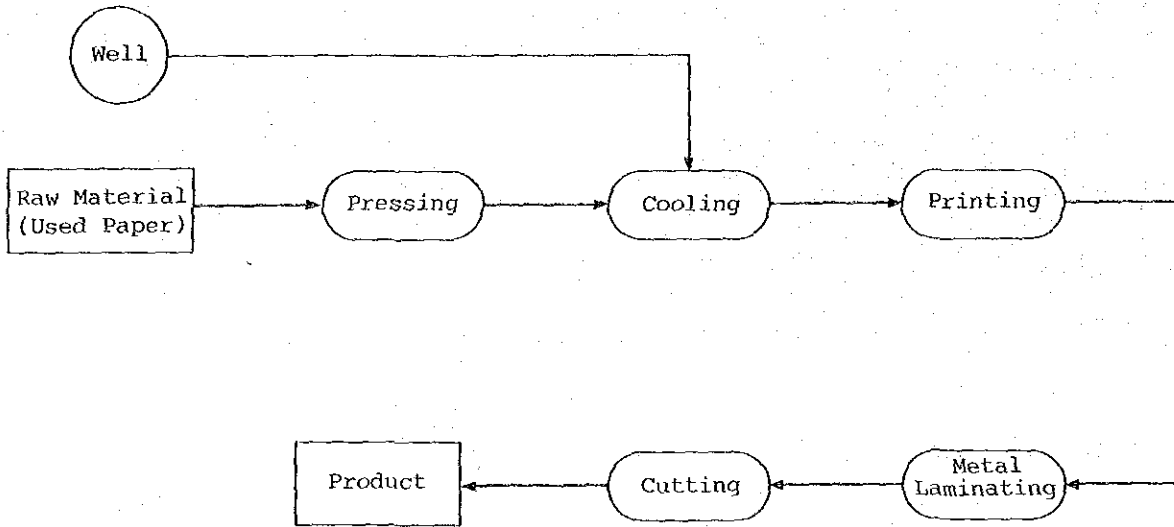 Well
Raw Material
(Used Paper)
Pressing
Cooling
Printing
Product
Cutting
Metal
Laminating